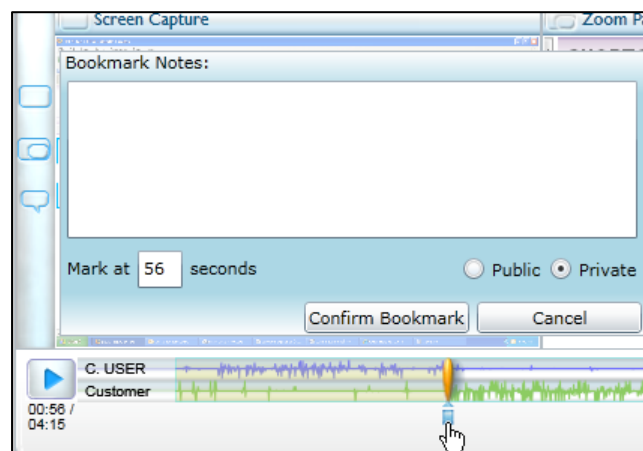 Screen Capture
Zoom Pa
Bookmark Notes:
Mark at 56 seconds
Public Private
Confirm Bookmark Cancel
C. USER
Customer
00:56 /
04:15